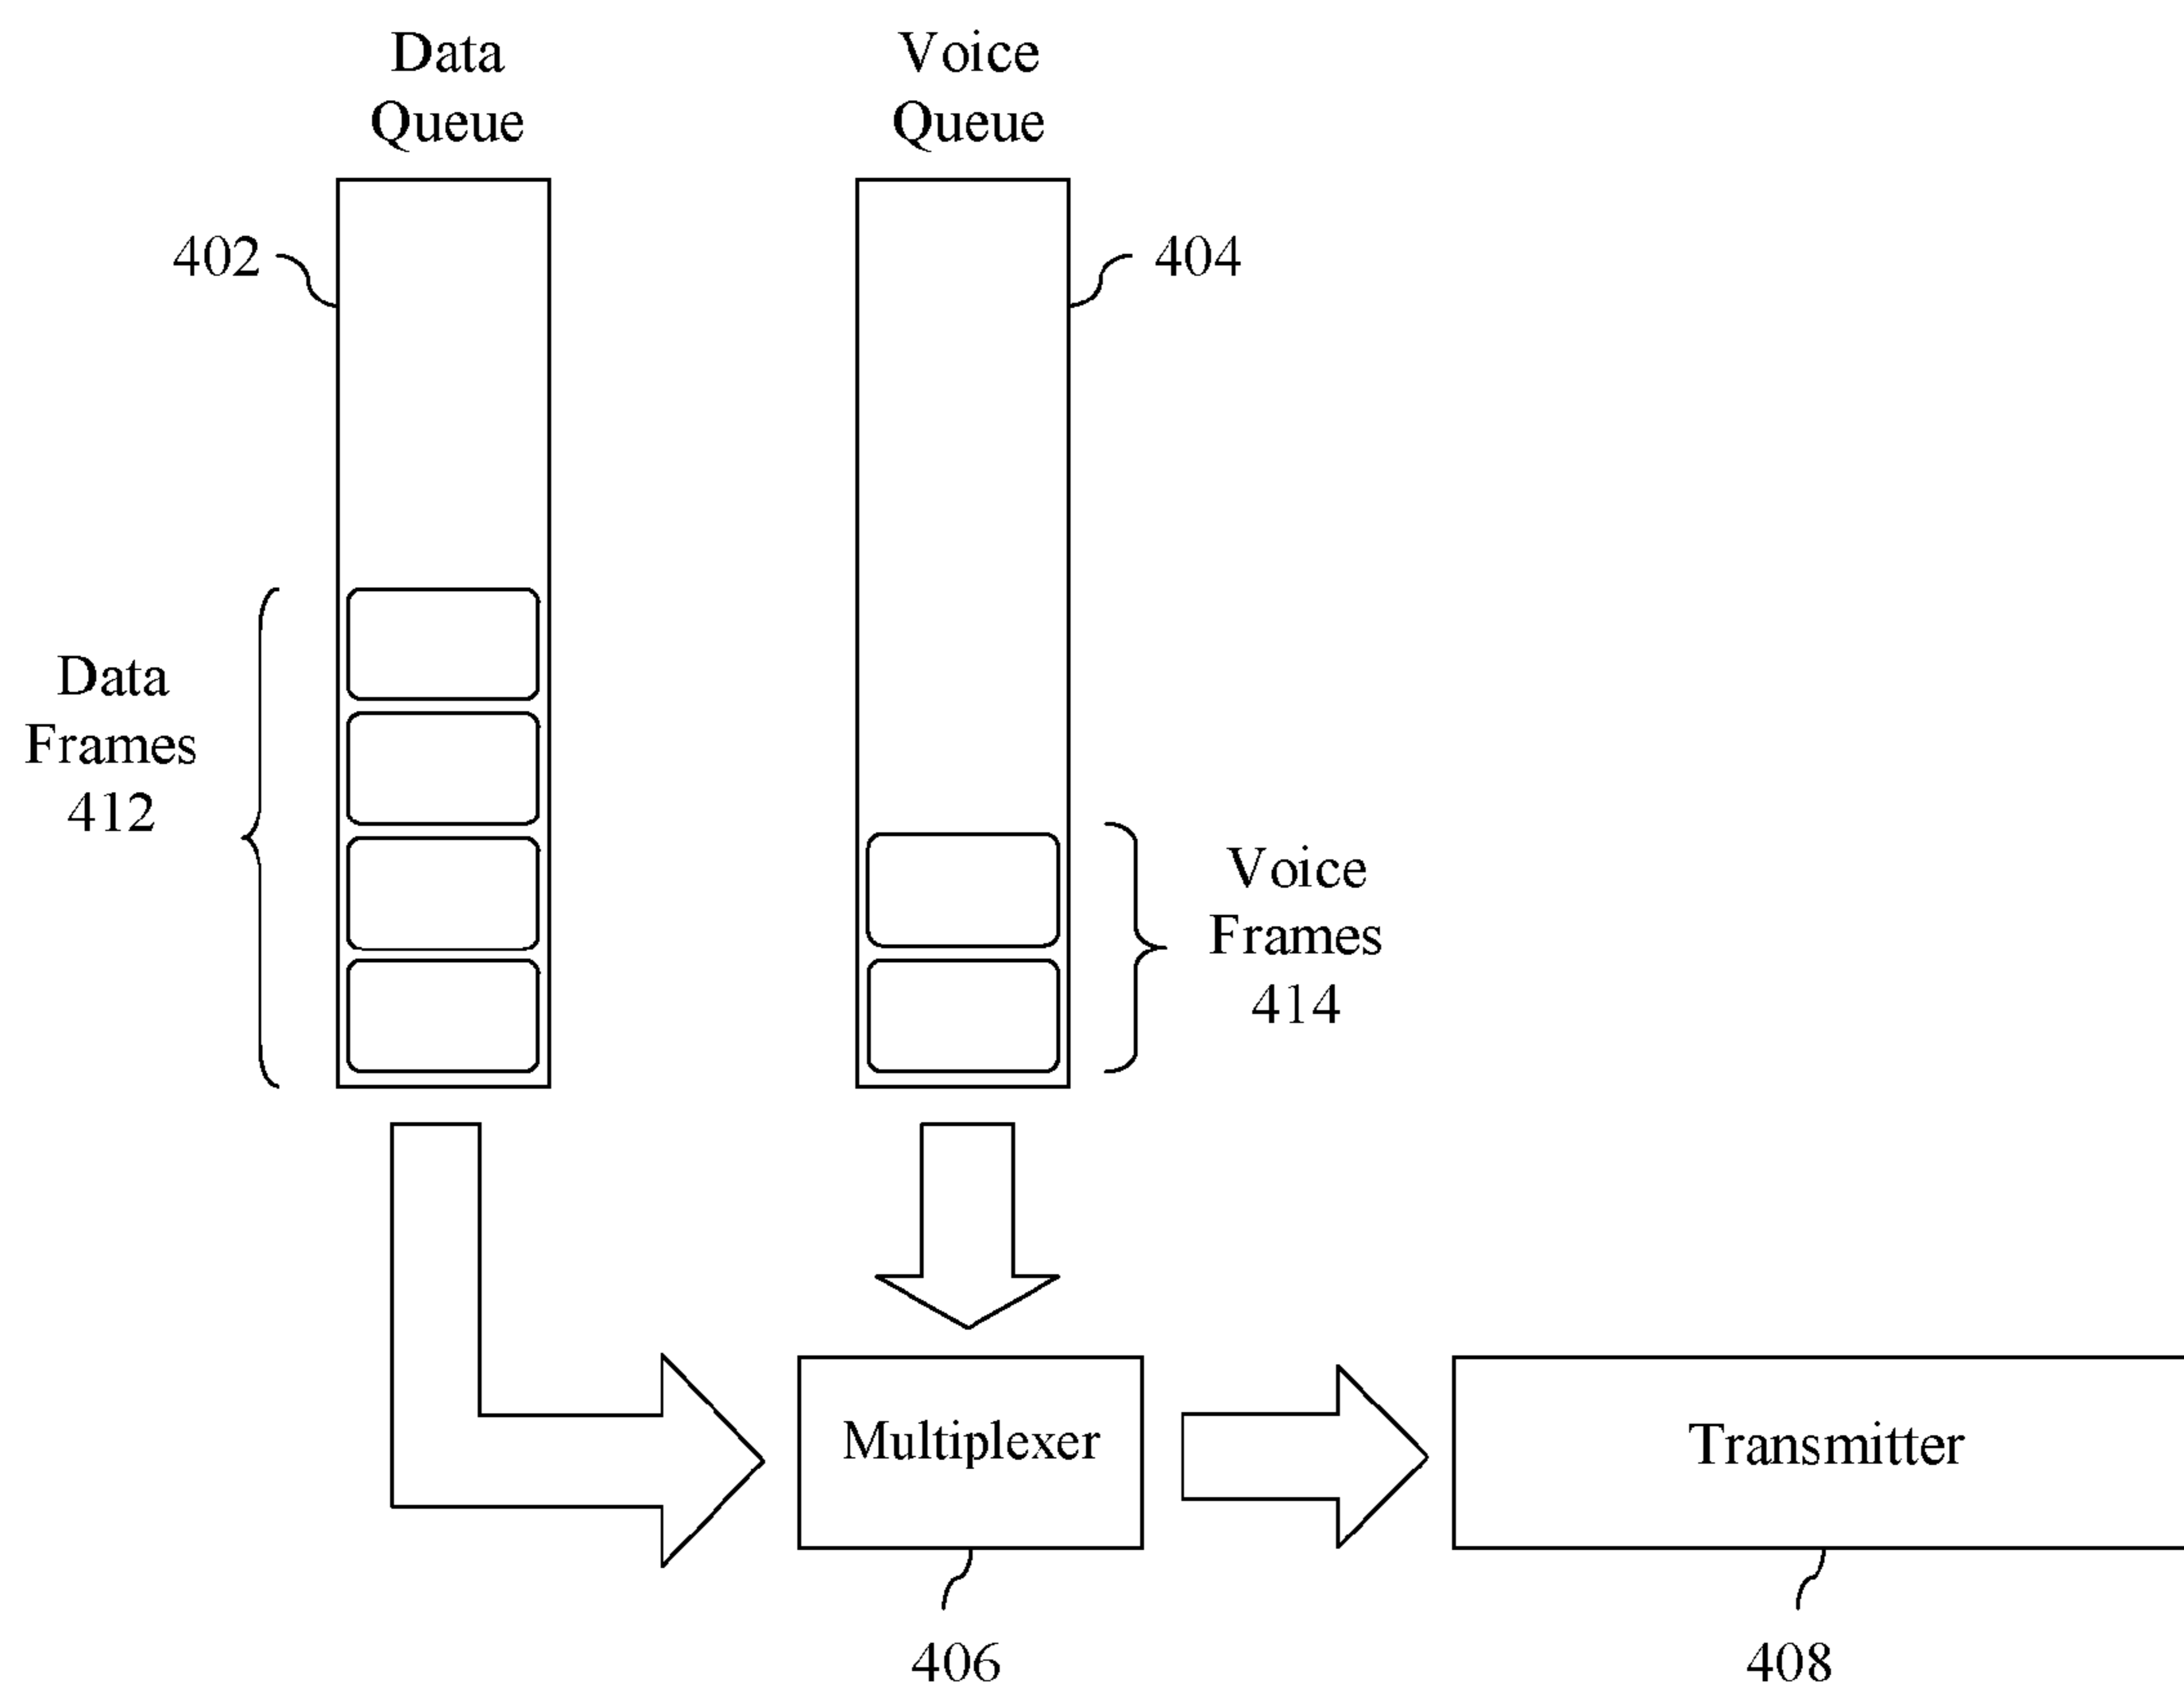 Data
Queue
Voice
Queue
402
404
Data
Frames
412
Voice
Frames
414
Multiplexer
Transmitter
406
408